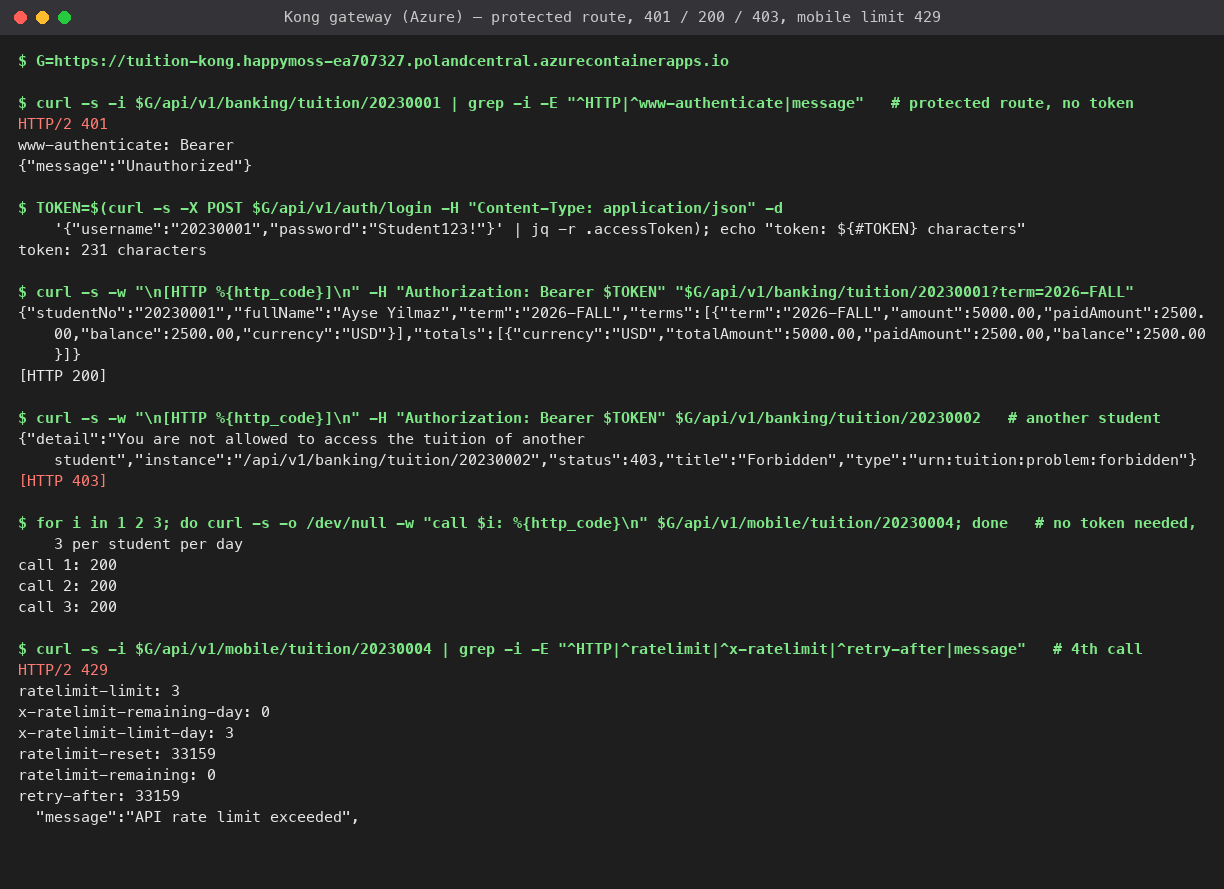 Kong gateway (Azure) — protected route, 401 / 200 / 403, mobile limit 429
$ G=https://tuition-kong.happymoss-ea707327.polandcentral.azurecontainerapps.io
$ curl -s -i $G/api/v1/banking/tuition/20230001 | grep -i -E "^HTTP|^www-authenticate|message"   # protected route, no token
HTTP/2 401
www-authenticate: Bearer
{"message":"Unauthorized"}
$ TOKEN=$(curl -s -X POST $G/api/v1/auth/login -H "Content-Type: application/json" -d
'{"username":"20230001","password":"Student123!"}' | jq -r .accessToken); echo "token: ${#TOKEN} characters"
token: 231 characters
$ curl -s -w "\n[HTTP %{http_code}]\n" -H "Authorization: Bearer $TOKEN" "$G/api/v1/banking/tuition/20230001?term=2026-FALL"
{"studentNo":"20230001","fullName":"Ayse Yilmaz","term":"2026-FALL","terms":[{"term":"2026-FALL","amount":5000.00,"paidAmount":2500.
00,"balance":2500.00,"currency":"USD"}],"totals":[{"currency":"USD","totalAmount":5000.00,"paidAmount":2500.00,"balance":2500.00
}]}
[HTTP 200]
$ curl -s -w "\n[HTTP %{http_code}]\n" -H "Authorization: Bearer $TOKEN" $G/api/v1/banking/tuition/20230002   # another student
{"detail":"You are not allowed to access the tuition of another
student","instance":"/api/v1/banking/tuition/20230002","status":403,"title":"Forbidden","type":"urn:tuition:problem:forbidden"}
[HTTP 403]
$ for i in 1 2 3; do curl -s -o /dev/null -w "call $i: %{http_code}\n" $G/api/v1/mobile/tuition/20230004; done   # no token needed,
3 per student per day
call 1: 200
call 2: 200
call 3: 200
$ curl -s -i $G/api/v1/mobile/tuition/20230004 | grep -i -E "^HTTP|^ratelimit|^x-ratelimit|^retry-after|message"   # 4th call
HTTP/2 429
ratelimit-limit: 3
x-ratelimit-remaining-day: 0
x-ratelimit-limit-day: 3
ratelimit-reset: 33159
ratelimit-remaining: 0
retry-after: 33159
"message":"API rate limit exceeded",